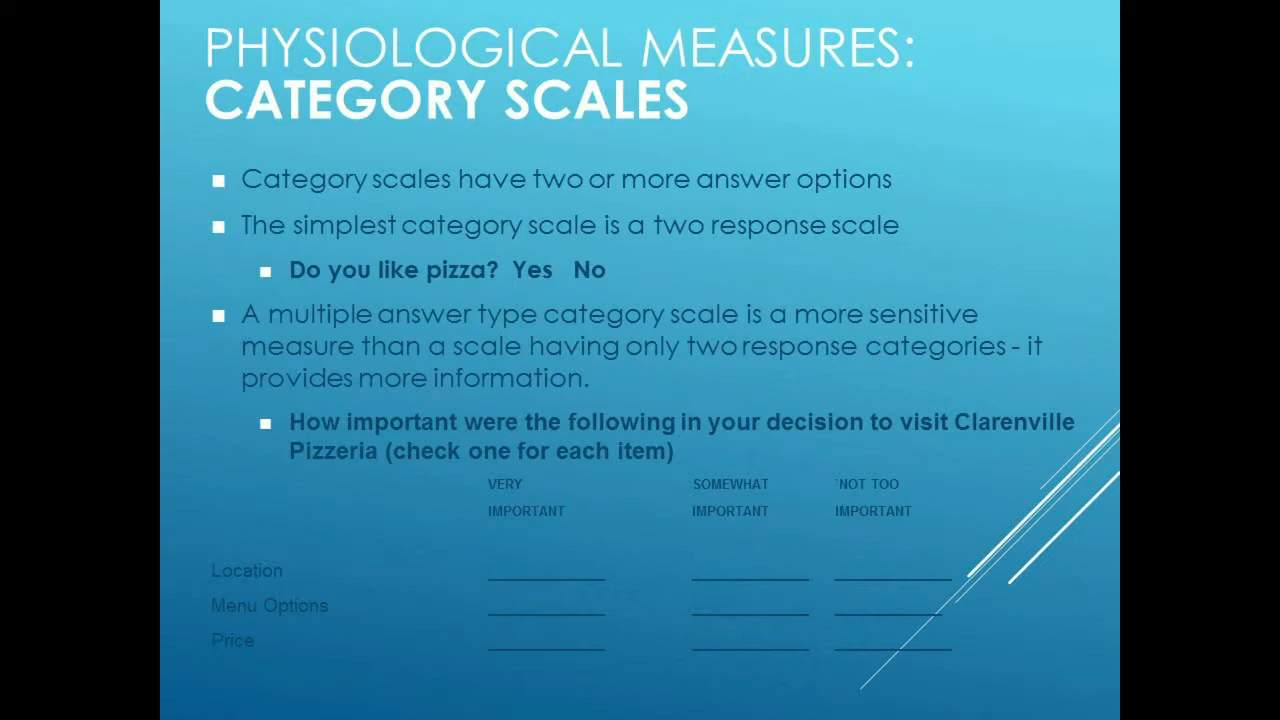 PHYSIOLOGICAL MEASURES:
CATEGORY SCALES
Category scales have two or more answer options
The simplest category scale is a two response scale
Do you like pizza? Yes No
A multiple answer type category scale is a more sensitive
measure than a scale having only two response categories - it
provides more information.
How important were the following in your decision to visit Clarenville
Pizzeria (check one for each item)
VERY SOMEWHAT `NOT TOO
IMPORTANT IMPORTANT IMPORTANT
Location
Menu Options
Price